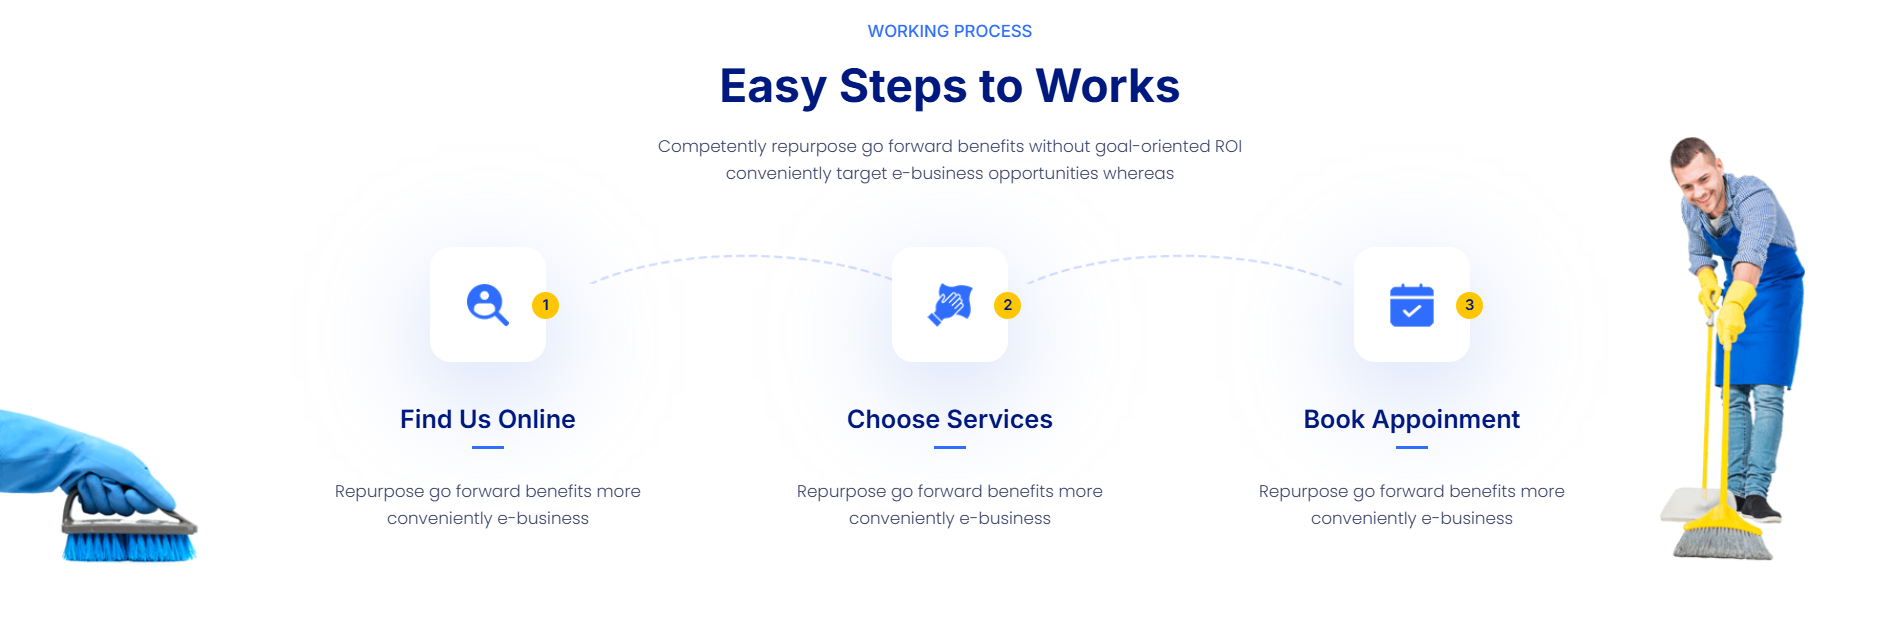 WORKING PROCESS
Easy Steps to Works
Competently repurpose go forward benefits without goal-oriented ROI
conveniently target e-business opportunities whereas
1
2
3
Find Us Online
Choose Services
Book Appoinment
Repurpose go forward benefits more
conveniently e-business
Repurpose go forward benefits more
conveniently e-business
Repurpose go forward benefits more
conveniently e-business